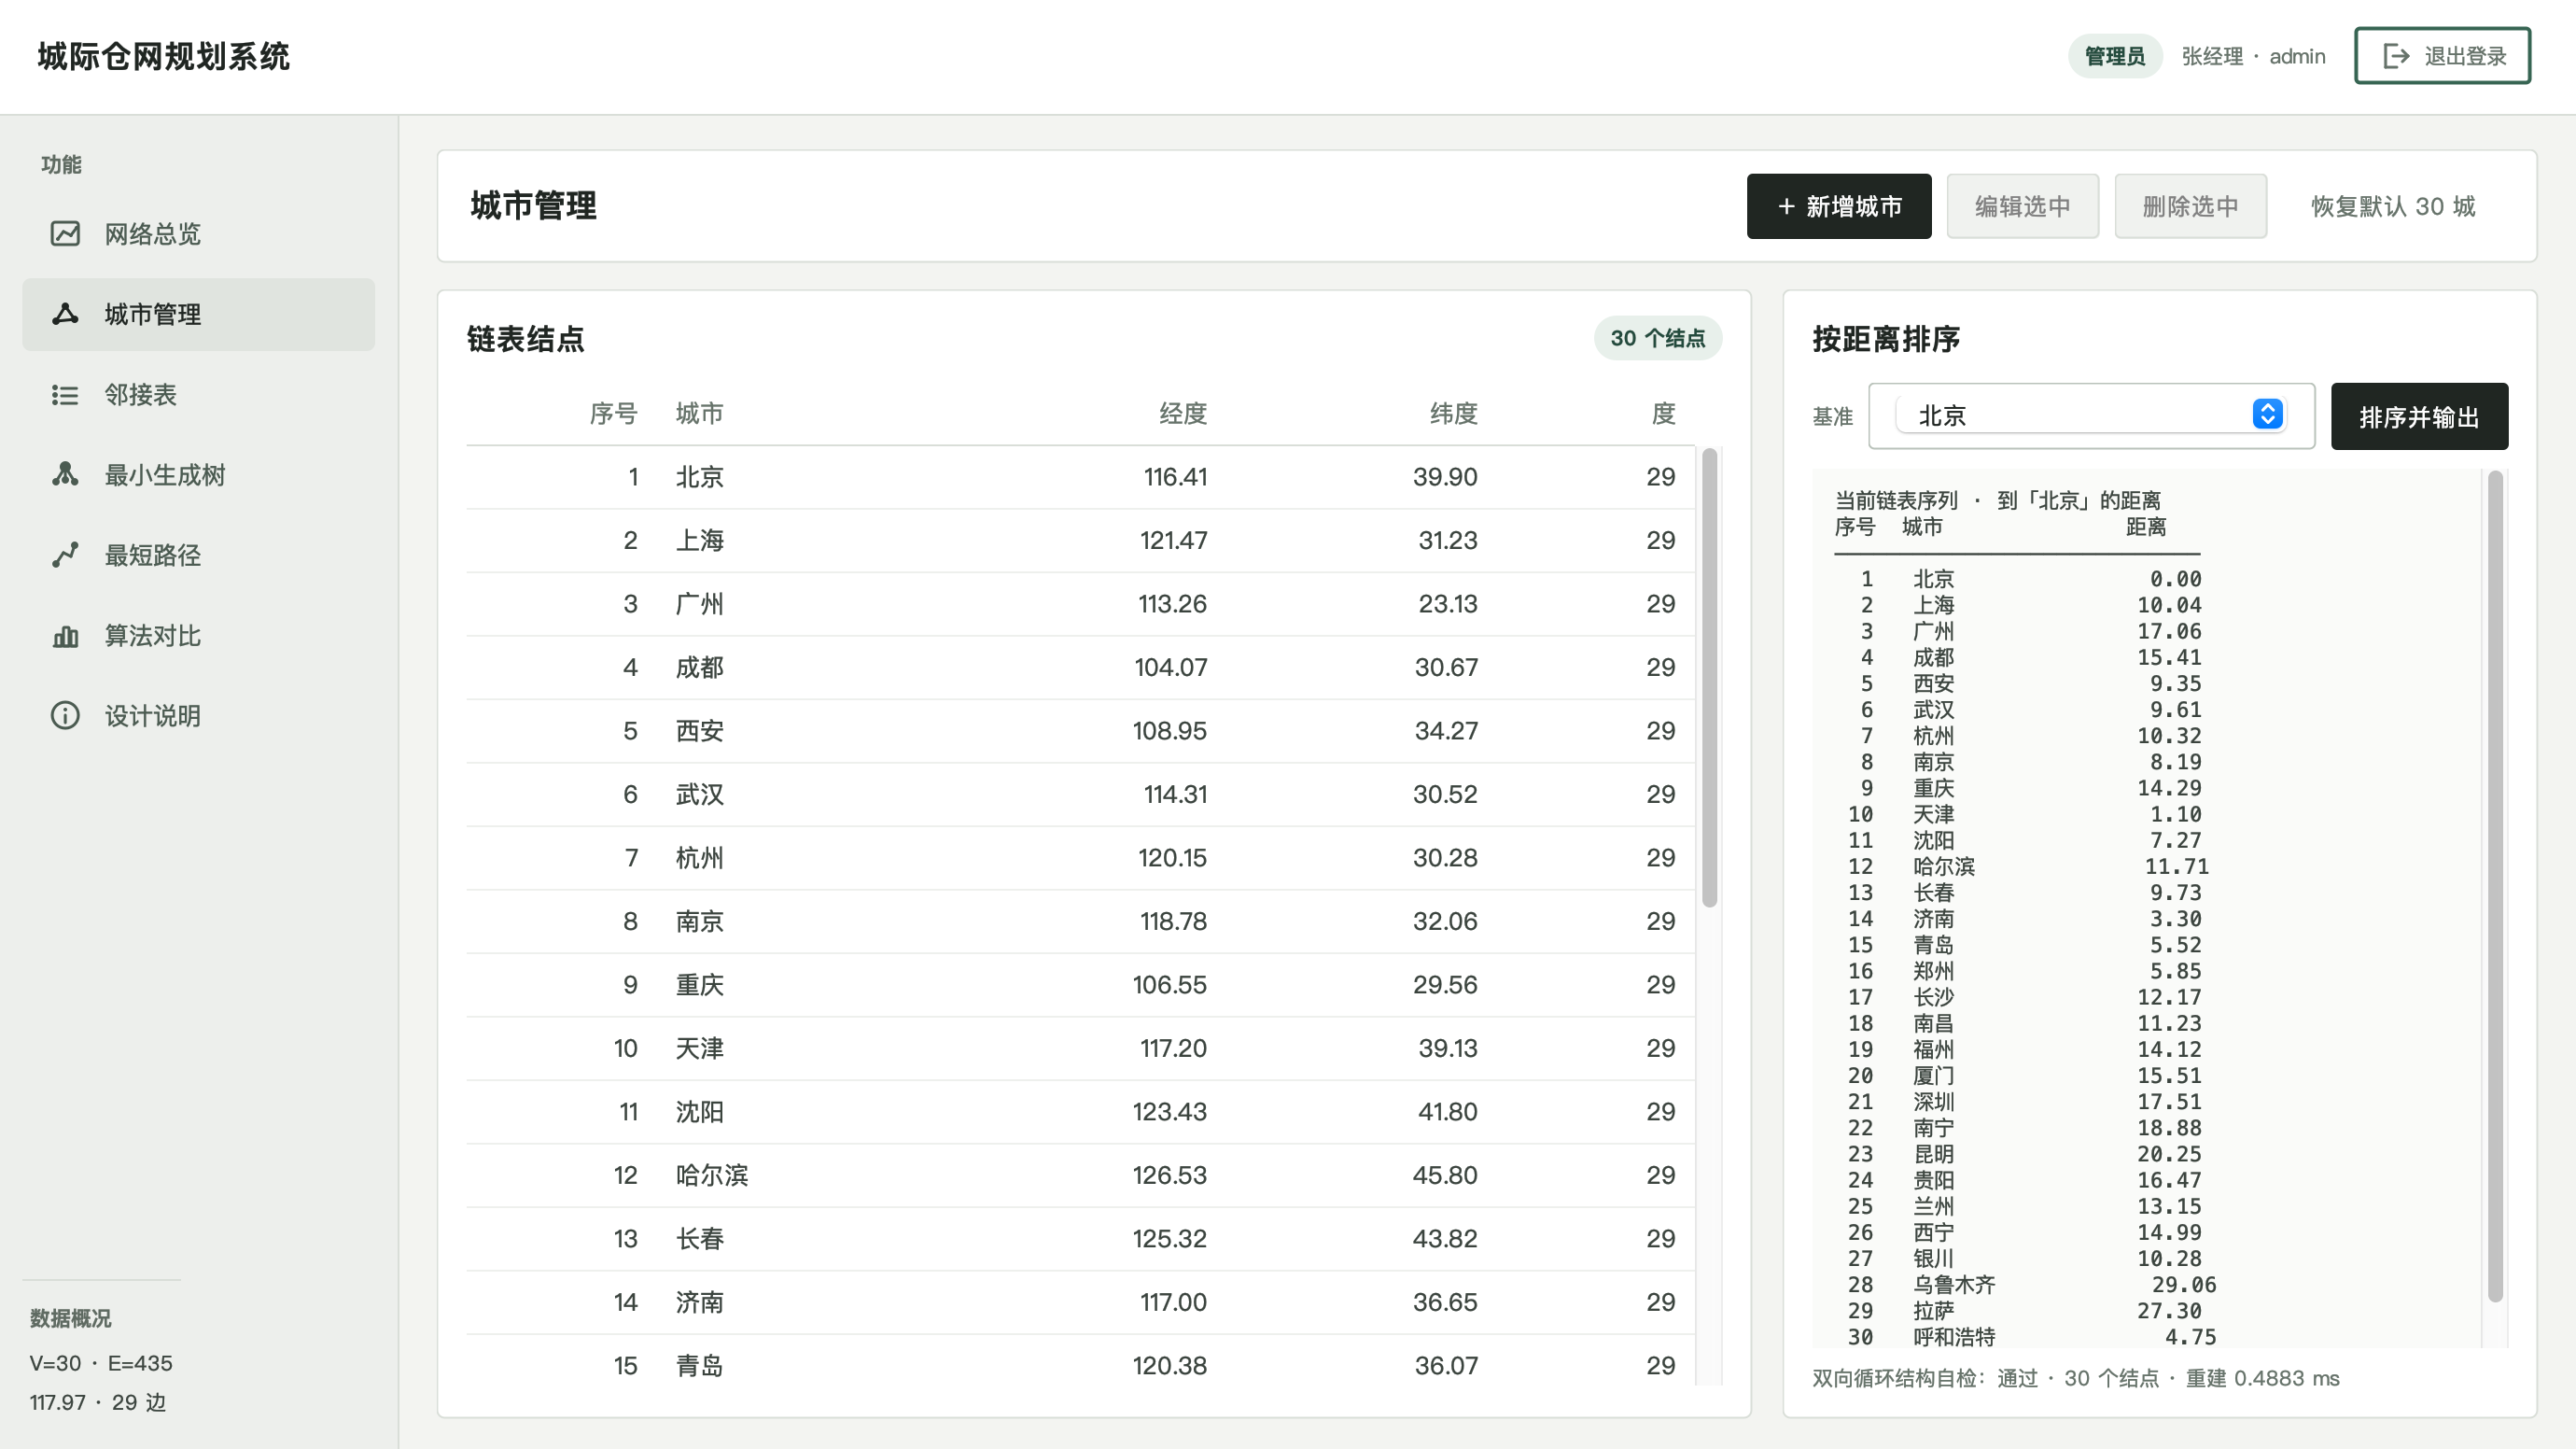 城际仓网规划系统
管理员 张经理 · admin 退出登录
功能
网络总览
城市管理
邻接表
最小生成树
最短路径
算法对比
设计说明
数据概况
V=30 · E=435
117.97 · 29 边
城市管理
+ 新增城市 编辑选中 删除选中 恢复默认 30 城
链表结点 30 个结点
序号 城市 经度 纬度 度
1 北京 116.41 39.90 29
2 上海 121.47 31.23 29
3 广州 113.26 23.13 29
4 成都 104.07 30.67 29
5 西安 108.95 34.27 29
6 武汉 114.31 30.52 29
7 杭州 120.15 30.28 29
8 南京 118.78 32.06 29
9 重庆 106.55 29.56 29
10 天津 117.20 39.13 29
11 沈阳 123.43 41.80 29
12 哈尔滨 126.53 45.80 29
13 长春 125.32 43.82 29
14 济南 117.00 36.65 29
15 青岛 120.38 36.07 29
按距离排序
基准 北京 排序并输出
当前链表序列 · 到「北京」的距离
序号 城市 距离
1 北京 0.00
2 上海 10.04
3 广州 17.06
4 成都 15.41
5 西安 9.35
6 武汉 9.61
7 杭州 10.32
8 南京 8.19
9 重庆 14.29
10 天津 1.10
11 沈阳 7.27
12 哈尔滨 11.71
13 长春 9.73
14 济南 3.30
15 青岛 5.52
16 郑州 5.85
17 长沙 12.17
18 南昌 11.23
19 福州 14.12
20 厦门 15.51
21 深圳 17.51
22 南宁 18.88
23 昆明 20.25
24 贵阳 16.47
25 兰州 13.15
26 西宁 14.99
27 银川 10.28
28 乌鲁木齐 29.06
29 拉萨 27.30
30 呼和浩特 4.75
双向循环结构自检：通过 · 30 个结点 · 重建 0.4883 ms